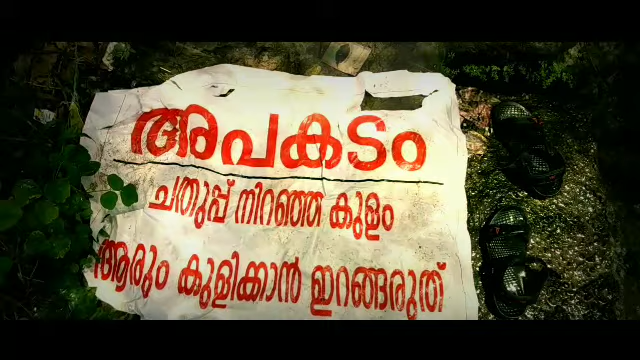 അപകടം
ചതുപ്പ് നിറഞ്ഞ കുളം
ആരും കുളിക്കാൻ ഇറങ്ങരുത്